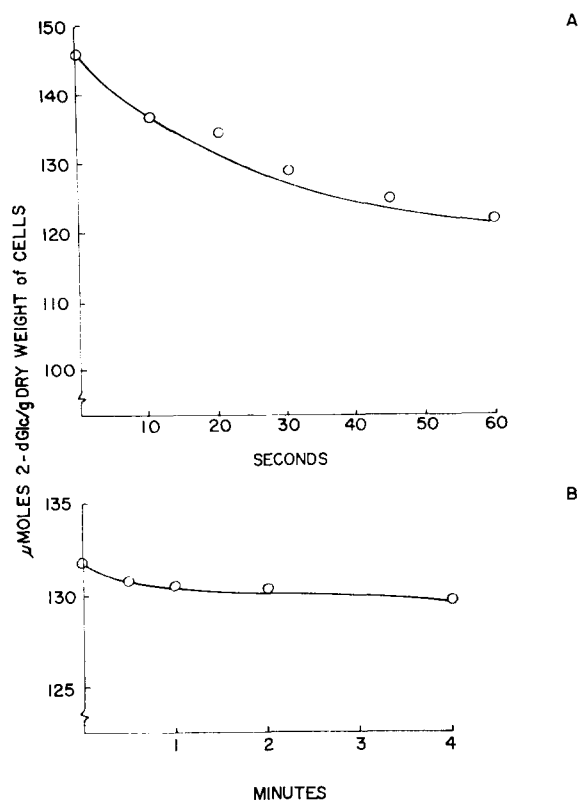 A
150
140
130
120
110
100
10 20 30 40 50 60
SECONDS
μMOLES 2-dGlc/g DRY WEIGHT of CELLS
B
135
130
125
1 2 3 4
MINUTES